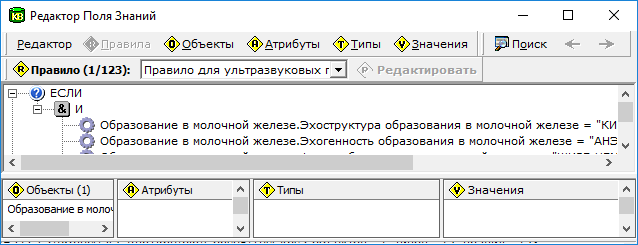 KB Редактор Поля Знаний
Редактор R Правила O Объекты A Атрибуты T Типы V Значения Поиск
R Правило (1/123): Правило для ультразвуковых г P Редактировать
? ЕСЛИ
& И
Образование в молочной железе.Эхоструктура образования в молочной железе = "КИ
Образование в молочной железе.Эхогенность образования в молочной железе = "АНЭ
O Объекты (1) A Атрибуты T Типы V Значения
Образование в молоч